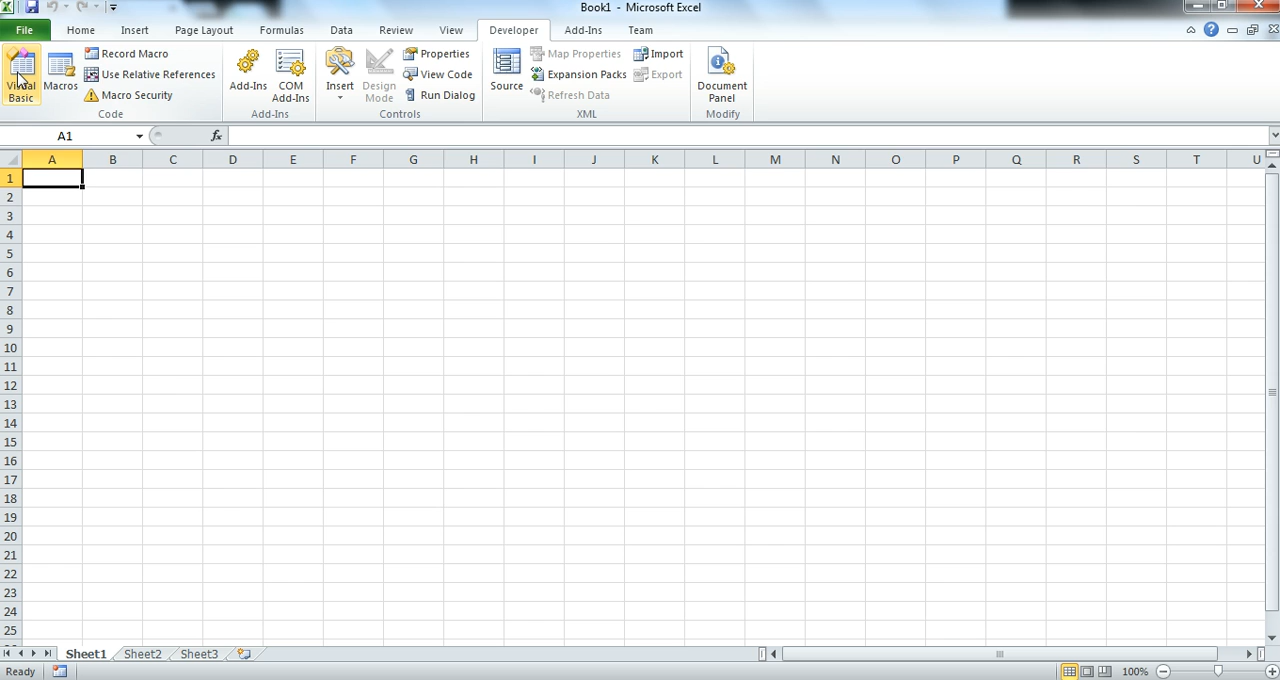 Book1 - Microsoft Excel
File Home Insert Page Layout Formulas Data Review View Developer Add-Ins Team
Visual Basic
Macros
Record Macro
Use Relative References
Macro Security
Code
Add-Ins
COM Add-Ins
Add-Ins
Insert
Design Mode
Properties
View Code
Run Dialog
Controls
Source
Map Properties
Expansion Packs
Refresh Data
Import
Export
XML
Document Panel
Modify
A1 fx
A B C D E F G H I J K L M N O P Q R S T U
1
2
3
4
5
6
7
8
9
10
11
12
13
14
15
16
17
18
19
20
21
22
23
24
25
Sheet1 Sheet2 Sheet3
Ready 100%